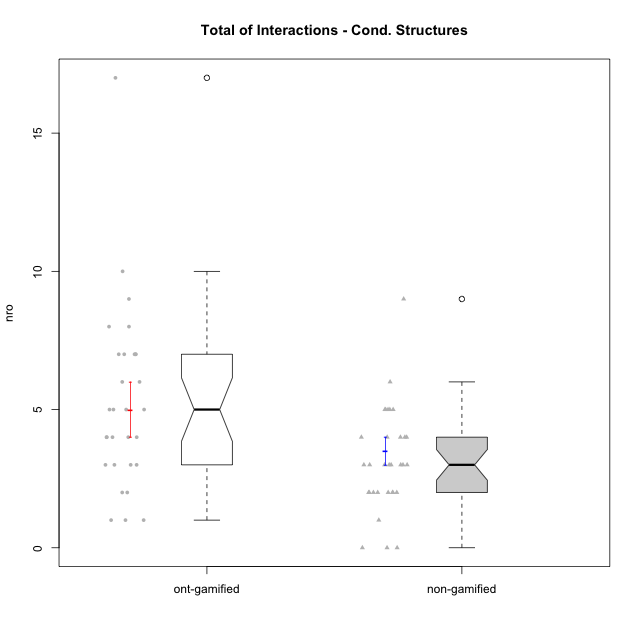 Total of Interactions - Cond. Structures
nro
15
10
5
0
ont-gamified
non-gamified